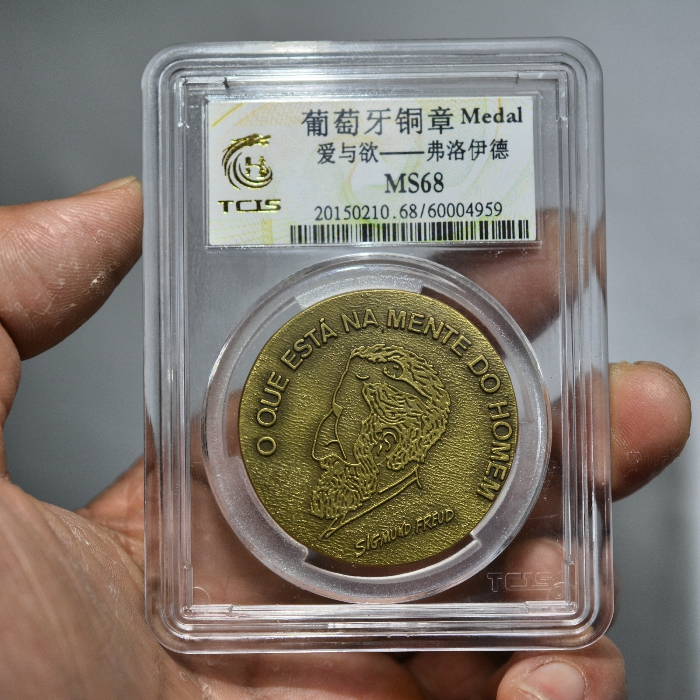 葡萄牙铜章 Medal
爱与欲——弗洛伊德
MS68
TCIS
20150210.68/60004959
O QUE ESTÁ NA MENTE DO HOMEM
SIGMUND FREUD
TCIS